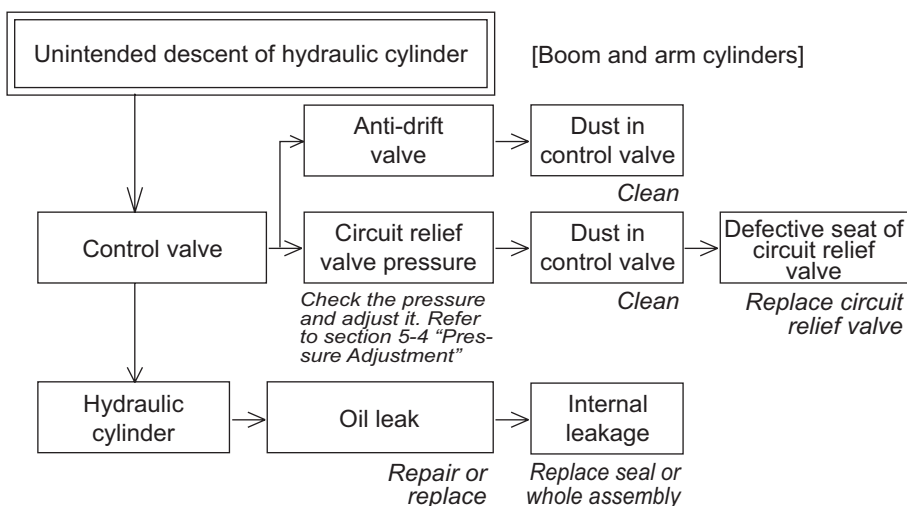 Unintended descent of hydraulic cylinder
[Boom and arm cylinders]
Anti-drift
valve
Dust in
control valve
Clean
Control valve
Circuit relief
valve pressure
Check the pressure
and adjust it. Refer
to section 5-4 “Pres-
sure Adjustment”
Dust in
control valve
Clean
Defective seat of
circuit relief
valve
Replace circuit
relief valve
Hydraulic
cylinder
Oil leak
Repair or
replace
Internal
leakage
Replace seal or
whole assembly